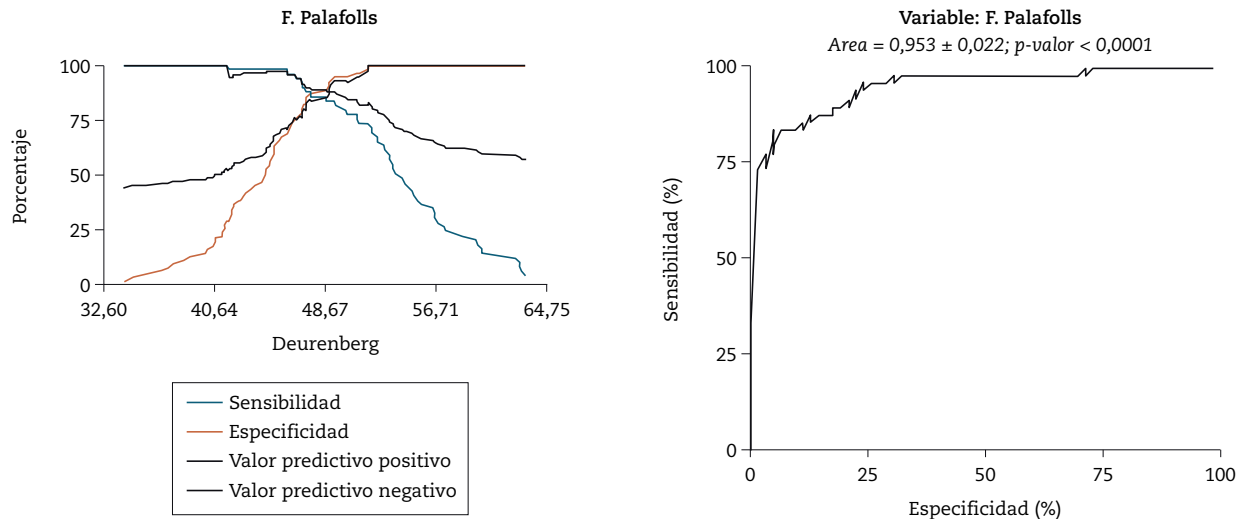 F. Palafolls
100
75
50
25
0
Porcentaje
32,60 40,64 48,67 56,71 64,75
Deurenberg
Sensibilidad
Especificidad
Valor predictivo positivo
Valor predictivo negativo
Variable: F. Palafolls
Area = 0,953 ± 0,022; p-valor < 0,0001
100
75
50
25
0
Sensibilidad (%)
0 25 50 75 100
Especificidad (%)